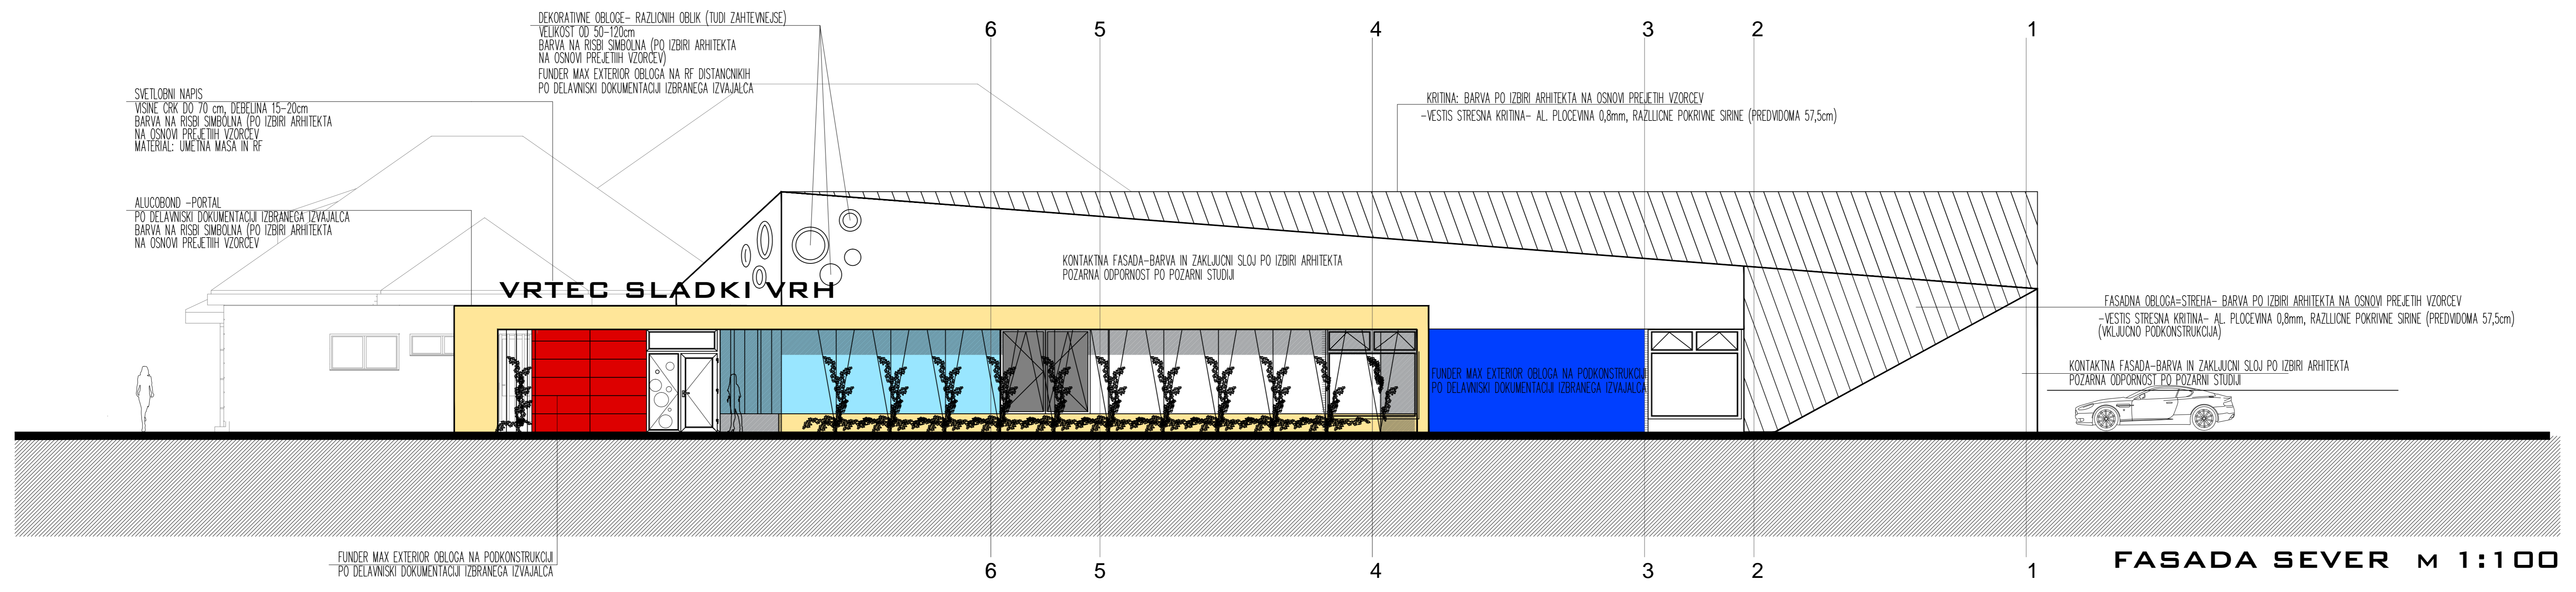 DEKORATIVNE OBLOGE- RAZLICNIH OBLIK (TUDI ZAHTEVNEJSE)
VELIKOST OD 50-120cm
BARVA NA RISBI SIMBOLNA (PO IZBIRI ARHITEKTA
NA OSNOVI PREJETIIH VZORCEV)
FUNDER MAX EXTERIOR OBLOGA NA RF DISTANCNIKIH
PO DELAVNISKI DOKUMENTACIJI IZBRANEGA IZVAJALCA
6 5 4 3 2 1
SVETLOBNI NAPIS
VISINE CRK DO 70 cm, DEBELINA 15-20cm
BARVA NA RISBI SIMBOLNA (PO IZBIRI ARHITEKTA
NA OSNOVI PREJETIIH VZORCEV
MATERIAL: UMETNA MASA IN RF
KRITINA: BARVA PO IZBIRI ARHITEKTA NA OSNOVI PREJETIH VZORCEV
-VESTIS STRESNA KRITINA- AL. PLOCEVINA 0,8mm, RAZLLICNE POKRIVNE SIRINE (PREDVIDOMA 57,5cm)
ALUCOBOND -PORTAL
PO DELAVNISKI DOKUMENTACIJI IZBRANEGA IZVAJALCA
BARVA NA RISBI SIMBOLNA (PO IZBIRI ARHITEKTA
NA OSNOVI PREJETIIH VZORCEV
KONTAKTNA FASADA-BARVA IN ZAKLJUCNI SLOJ PO IZBIRI ARHITEKTA
POZARNA ODPORNOST PO POZARNI STUDIJI
VRTEC SLADKI VRH
FASADNA OBLOGA=STREHA- BARVA PO IZBIRI ARHITEKTA NA OSNOVI PREJETIH VZORCEV
-VESTIS STRESNA KRITINA- AL. PLOCEVINA 0,8mm, RAZLLICNE POKRIVNE SIRINE (PREDVIDOMA 57,5cm)
(VKLJUCNO PODKONSTRUKCIJA)
KONTAKTNA FASADA-BARVA IN ZAKLJUCNI SLOJ PO IZBIRI ARHITEKTA
POZARNA ODPORNOST PO POZARNI STUDIJI
FUNDER MAX EXTERIOR OBLOGA NA PODKONSTRUKCIJI
PO DELAVNISKI DOKUMENTACIJI IZBRANEGA IZVAJALCA
FUNDER MAX EXTERIOR OBLOGA NA PODKONSTRUKCIJI
PO DELAVNISKI DOKUMENTACIJI IZBRANEGA IZVAJALCA
6 5 4 3 2 1
FASADA SEVER M 1:100